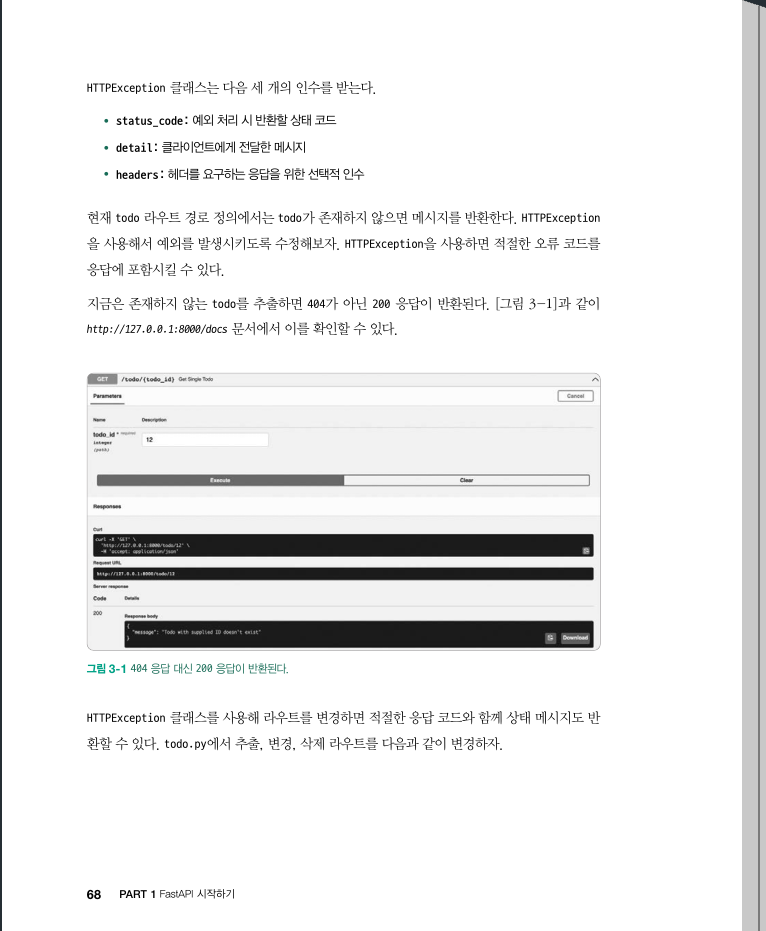 HTTPException 클래스는 다음 세 개의 인수를 받는다.
• status_code: 예외 처리 시 반환할 상태 코드
• detail: 클라이언트에게 전달한 메시지
• headers: 헤더를 요구하는 응답을 위한 선택적 인수
현재 todo 라우트 경로 정의에서는 todo가 존재하지 않으면 메시지를 반환한다. HTTPException
을 사용해서 예외를 발생시키도록 수정해보자. HTTPException을 사용하면 적절한 오류 코드를
응답에 포함시킬 수 있다.
지금은 존재하지 않는 todo를 추출하면 404가 아닌 200 응답이 반환된다. [그림 3-1]과 같이
http://127.0.0.1:8000/docs 문서에서 이를 확인할 수 있다.
GET /todo/{todo_id} Get Single Todo
Parameters Cancel
Name Description
todo_id * required
integer
(path)
12
Execute Clear
Responses
Curl
curl -X 'GET' \
'http://127.0.0.1:8000/todo/12' \
-H 'accept: application/json'
Request URL
http://127.0.0.1:8000/todo/12
Server response
Code Details
200
Response body
{
"message": "Todo with supplied ID doesn't exist"
}
Download
그림 3-1 404 응답 대신 200 응답이 반환된다.
HTTPException 클래스를 사용해 라우트를 변경하면 적절한 응답 코드와 함께 상태 메시지도 반
환할 수 있다. todo.py에서 추출, 변경, 삭제 라우트를 다음과 같이 변경하자.
68 PART 1 FastAPI 시작하기